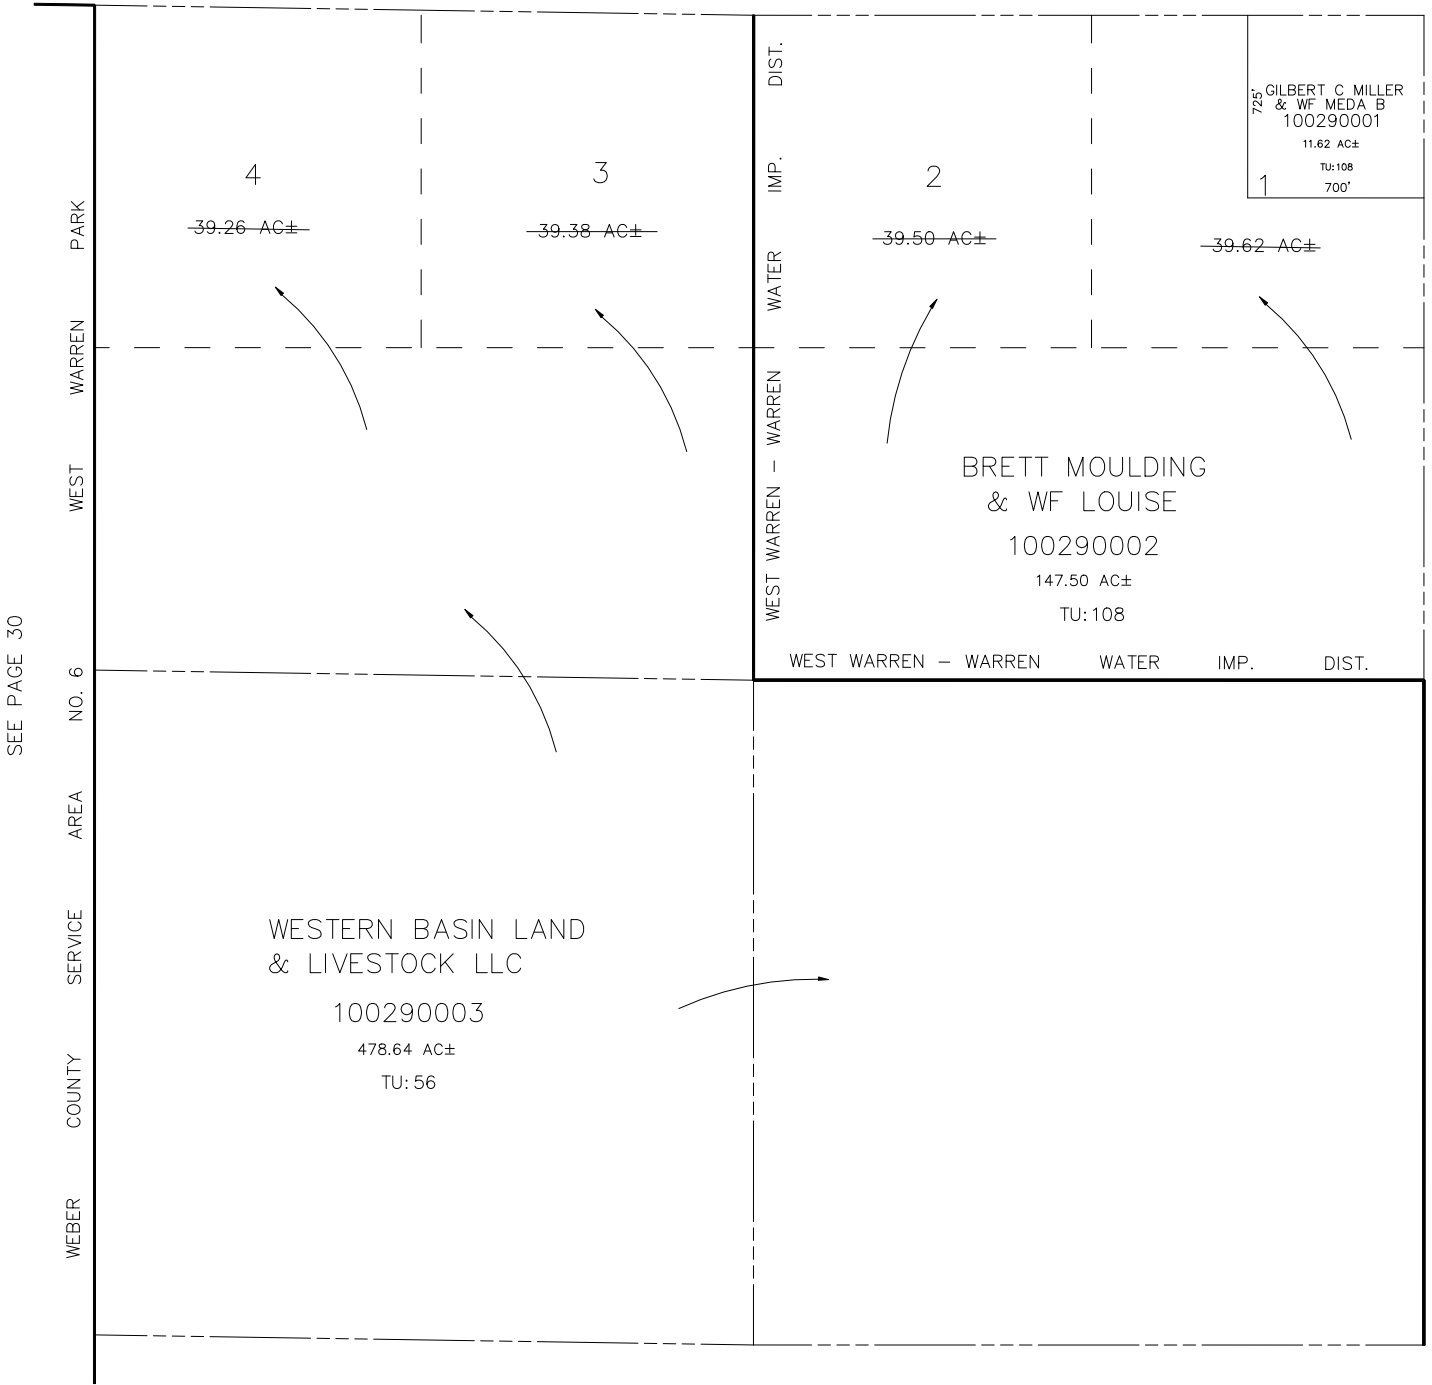 GILBERT C MILLER
& WF MEDA B
100290001
11.62 AC±
TU:108
700'
725'
1
4
3
2
39.26 AC±
39.38 AC±
39.50 AC±
39.62 AC±
WEST WARREN - WARREN WATER IMP. DIST.
BRETT MOULDING
& WF LOUISE
100290002
147.50 AC±
TU:108
WEST WARREN - WARREN WATER IMP. DIST.
SEE PAGE 30
WEBER COUNTY SERVICE AREA NO. 6 WEST WARREN PARK
WESTERN BASIN LAND
& LIVESTOCK LLC
100290003
478.64 AC±
TU:56